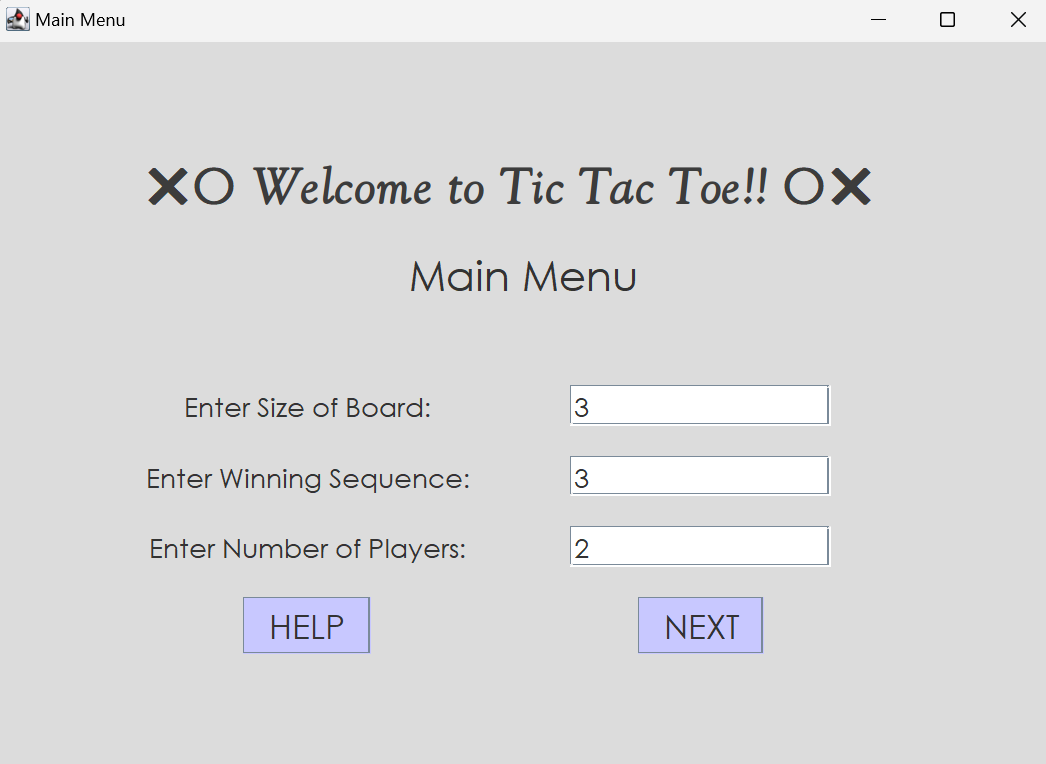 Main Menu
❌○ Welcome to Tic Tac Toe!! ○❌
Main Menu
Enter Size of Board: 3
Enter Winning Sequence: 3
Enter Number of Players: 2
HELP NEXT